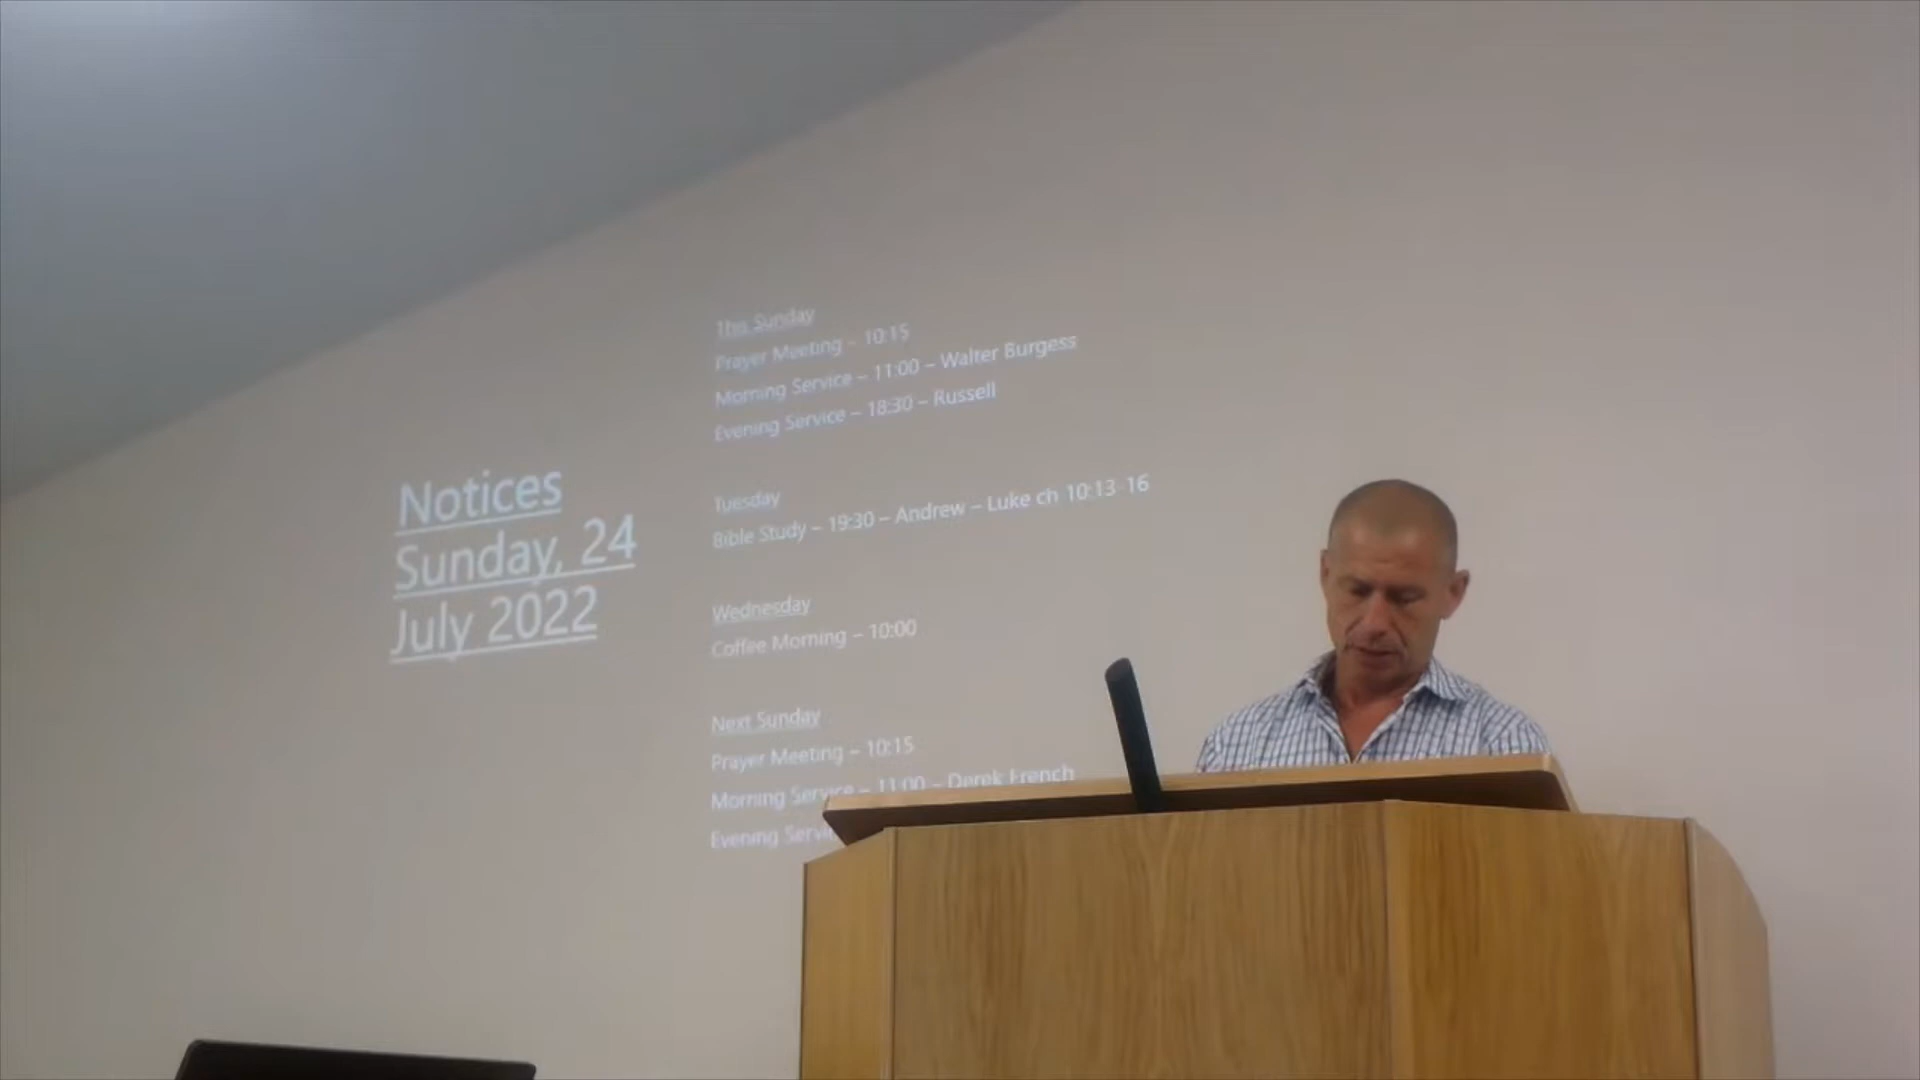 Notices
Sunday, 24
July 2022
This Sunday
Prayer Meeting – 10:15
Morning Service – 11:00 – Walter Burgess
Evening Service – 18:30 – Russell
Tuesday
Bible Study – 19:30 – Andrew – Luke ch 10:13-16
Wednesday
Coffee Morning – 10:00
Next Sunday
Prayer Meeting – 10:15
Morning Service – 11:00 – Derek French
Evening